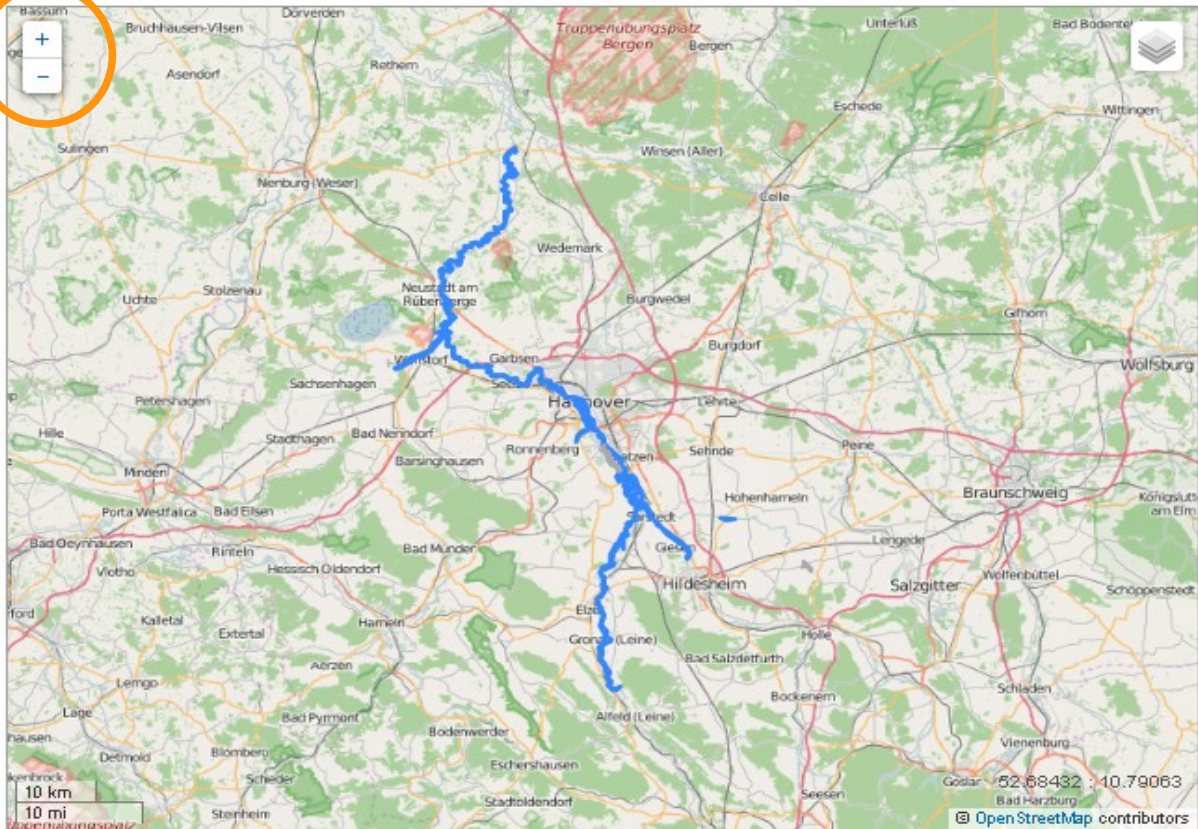 Bassum
Dörverden
Bruchhausen-Vilsen
Truppenübungsplatz
Bergen
Bergen
Unterlüß
+
Asendorf
Rethem
−
Eschede
Wittingen
Sulingen
Winsen (Aller)
Nienburg (Weser)
Celle
Wedemark
Neustadt am
Rübenberge
Uchte
Stolzenau
Burgwedel
Gifhorn
Burgdorf
Wunstorf
Garbsen
Wolfsburg
Sachsenhagen
Petershagen
Hannover
Lehrte
Hille
Stadthagen
Bad Nenndorf
Ronnenberg
Sehnde
Peine
Barsinghausen
Minden
Hohenhameln
Braunschweig
Porta Westfalica
Bad Eilsen
am Elm
Bad Oeynhausen
Rinteln
Bad Münder
Lengede
Vlotho
Hessisch Oldendorf
Hildesheim
Salzgitter
Wolfenbüttel
Schöppenstedt
Kalletal
Extertal
Hameln
Gronau (Leine)
Holle
Aerzen
Bad Salzdetfurth
Lemgo
Bockenem
Schladen
Lage
Bad Pyrmont
Alfeld (Leine)
Bodenwerder
Detmold
Blomberg
Vienenburg
Eschershausen
Schieder
Goslar
52.68432 : 10.79063
10 km
Stadtoldendorf
Seesen
Bad Harzburg
10 mi
Steinheim
© OpenStreetMap contributors